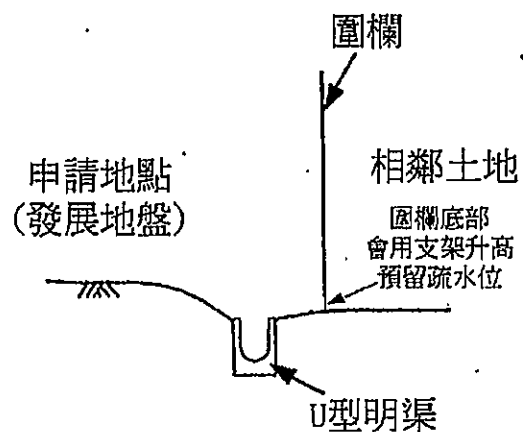 圍欄
申請地點
(發展地盤)
相鄰土地
圍欄底部
會用支架升高
預留疏水位
U型明渠